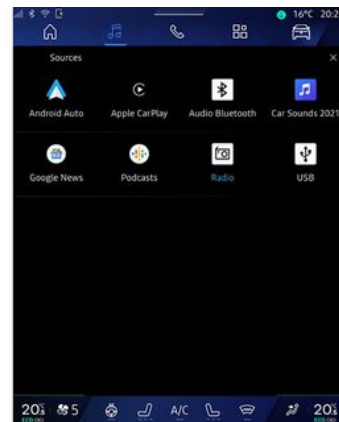 16°C 20:2
Sources
Android Auto Apple CarPlay Audio Bluetooth Car Sounds 2021
Google News Podcasts Radio USB
20 5 A/C 20